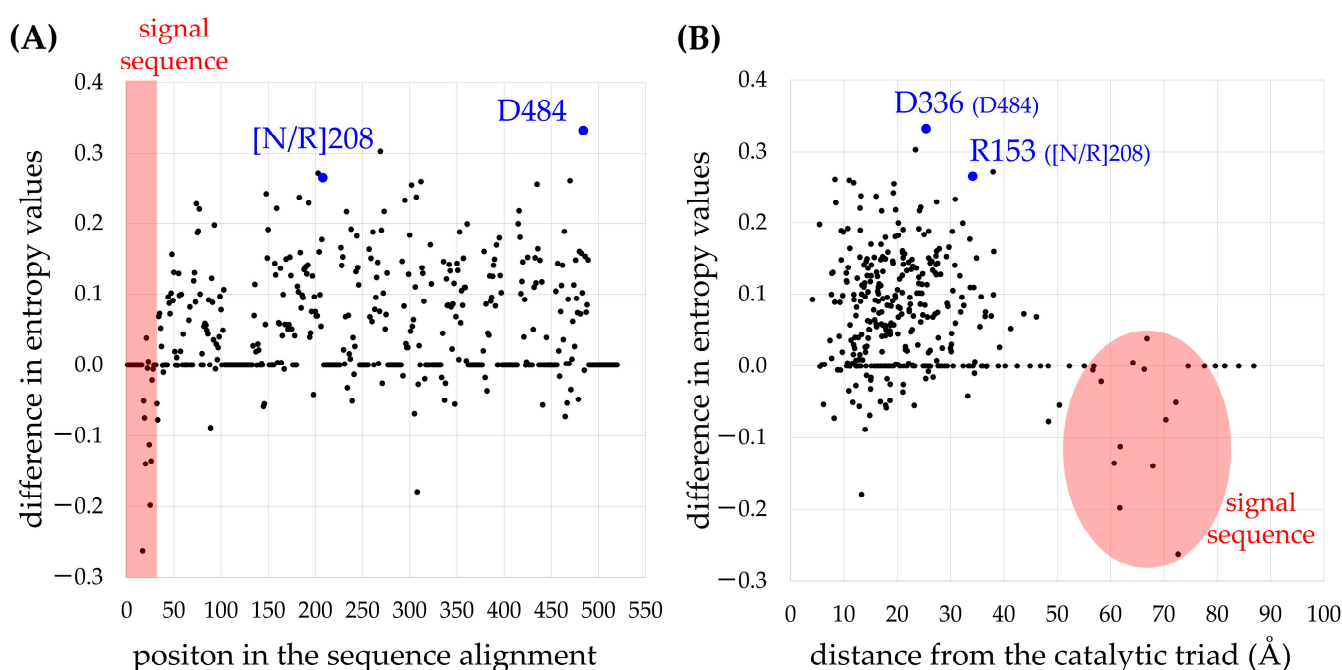 (A)
signal
sequence
0.4
0.3
0.2
0.1
0.0
−0.1
−0.2
−0.3
difference in entropy values
[N/R]208
D484
0 50 100 150 200 250 300 350 400 450 500 550
positon in the sequence alignment
(B)
0.4
0.3
0.2
0.1
0.0
−0.1
−0.2
−0.3
difference in entropy values
D336 (D484)
R153 ([N/R]208)
signal
sequence
0 10 20 30 40 50 60 70 80 90 100
distance from the catalytic triad (Å)